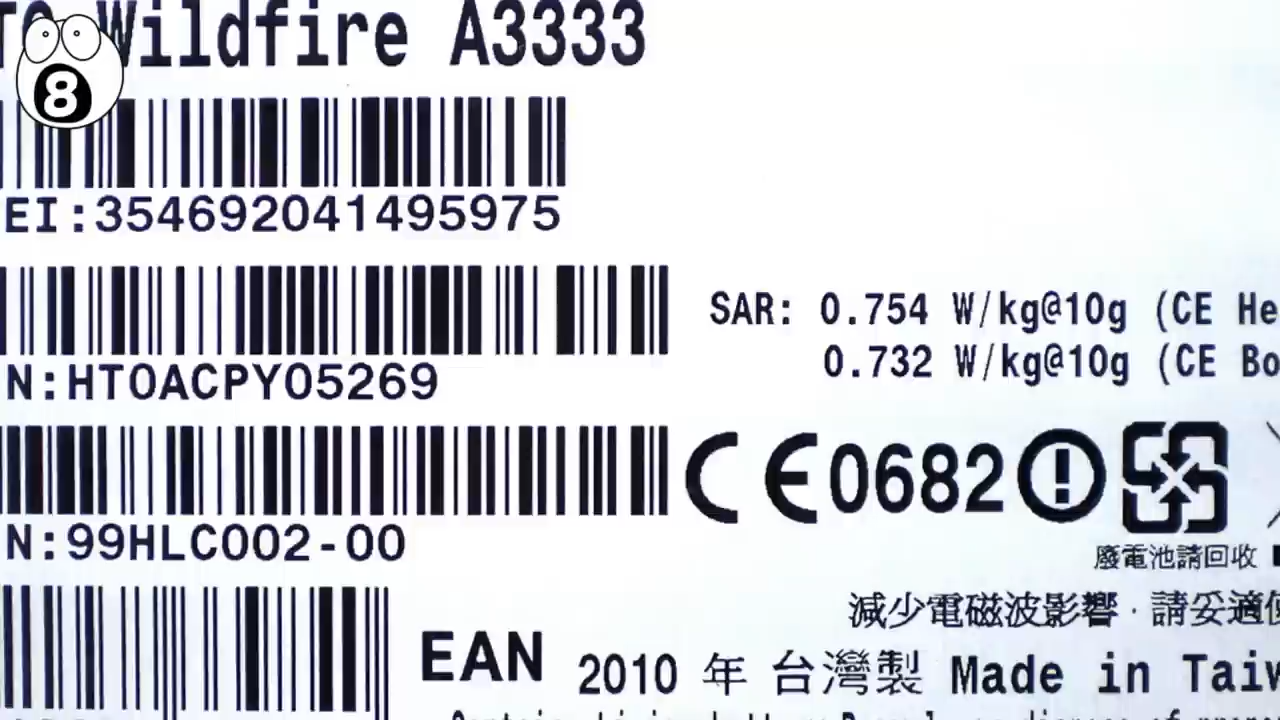 Wildfire A3333
8
EI:354692041495975
SAR: 0.754 W/kg@10g (CE He
N:HT0ACPY05269
0.732 W/kg@10g (CE Bo
CE0682
N:99HLC002-00
廢電池請回收
減少電磁波影響‧請妥適使
EAN
2010 年 台灣製 Made in Taiw